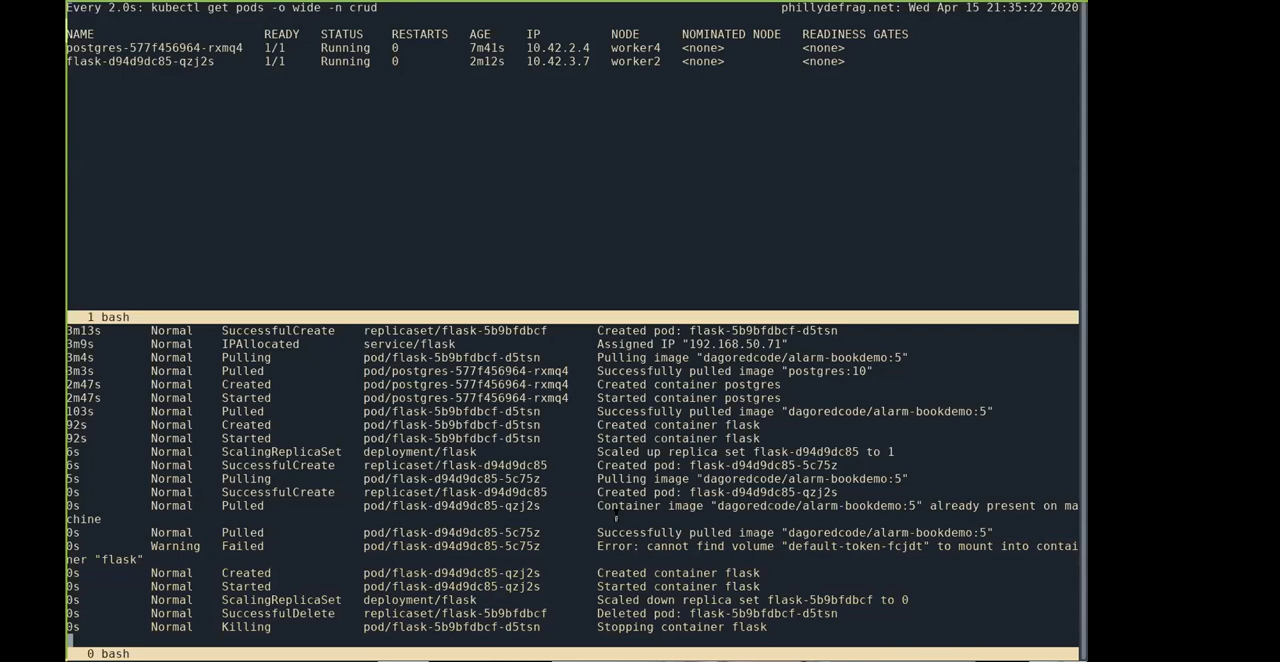 Every 2.0s: kubectl get pods -o wide -n crud phillydefrag.net: Wed Apr 15 21:35:22 2020
NAME READY STATUS RESTARTS AGE IP NODE NOMINATED NODE READINESS GATES
postgres-577f456964-rxmq4 1/1 Running 0 7m41s 10.42.2.4 worker4 <none> <none>
flask-d94d9dc85-qzj2s 1/1 Running 0 2m12s 10.42.3.7 worker2 <none> <none>
1 bash
3m13s Normal SuccessfulCreate replicaset/flask-5b9bfdbcf Created pod: flask-5b9bfdbcf-d5tsn
3m9s Normal IPAllocated service/flask Assigned IP "192.168.50.71"
3m4s Normal Pulling pod/flask-5b9bfdbcf-d5tsn Pulling image "dagoredcode/alarm-bookdemo:5"
3m3s Normal Pulled pod/postgres-577f456964-rxmq4 Successfully pulled image "postgres:10"
2m47s Normal Created pod/postgres-577f456964-rxmq4 Created container postgres
2m47s Normal Started pod/postgres-577f456964-rxmq4 Started container postgres
103s Normal Pulled pod/flask-5b9bfdbcf-d5tsn Successfully pulled image "dagoredcode/alarm-bookdemo:5"
92s Normal Created pod/flask-5b9bfdbcf-d5tsn Created container flask
92s Normal Started pod/flask-5b9bfdbcf-d5tsn Started container flask
6s Normal ScalingReplicaSet deployment/flask Scaled up replica set flask-d94d9dc85 to 1
6s Normal SuccessfulCreate replicaset/flask-d94d9dc85 Created pod: flask-d94d9dc85-5c75z
5s Normal Pulling pod/flask-d94d9dc85-5c75z Pulling image "dagoredcode/alarm-bookdemo:5"
0s Normal SuccessfulCreate replicaset/flask-d94d9dc85 Created pod: flask-d94d9dc85-qzj2s
0s Normal Pulled pod/flask-d94d9dc85-qzj2s Container image "dagoredcode/alarm-bookdemo:5" already present on ma
chine
0s Normal Pulled pod/flask-d94d9dc85-5c75z Successfully pulled image "dagoredcode/alarm-bookdemo:5"
0s Warning Failed pod/flask-d94d9dc85-5c75z Error: cannot find volume "default-token-fcjdt" to mount into contai
ner "flask"
0s Normal Created pod/flask-d94d9dc85-qzj2s Created container flask
0s Normal Started pod/flask-d94d9dc85-qzj2s Started container flask
0s Normal ScalingReplicaSet deployment/flask Scaled down replica set flask-5b9bfdbcf to 0
0s Normal SuccessfulDelete replicaset/flask-5b9bfdbcf Deleted pod: flask-5b9bfdbcf-d5tsn
0s Normal Killing pod/flask-5b9bfdbcf-d5tsn Stopping container flask
0 bash